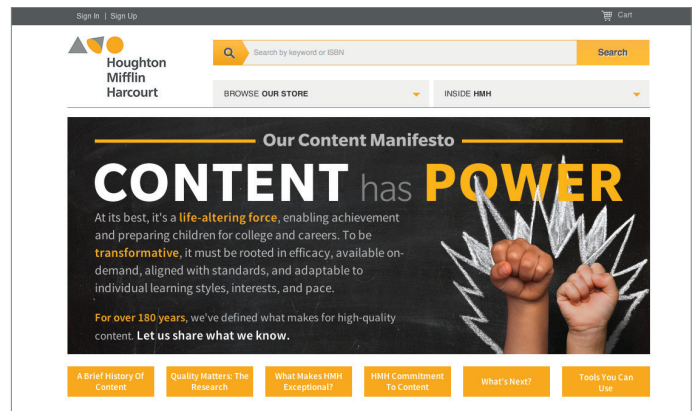 Sign In | Sign Up
Cart
Houghton
Mifflin
Harcourt
Search by keyword or ISBN
Search
BROWSE OUR STORE
INSIDE HMH
Our Content Manifesto
CONTENT has POWER
At its best, it's a life-altering force, enabling achievement
and preparing children for college and careers. To be
transformative, it must be rooted in efficacy, available on-
demand, aligned with standards, and adaptable to
individual learning styles, interests, and pace.
For over 180 years, we've defined what makes for high-quality
content. Let us share what we know.
A Brief History Of
Content
Quality Matters: The
Research
What Makes HMH
Exceptional?
HMH Commitment
To Content
What's Next?
Tools You Can
Use